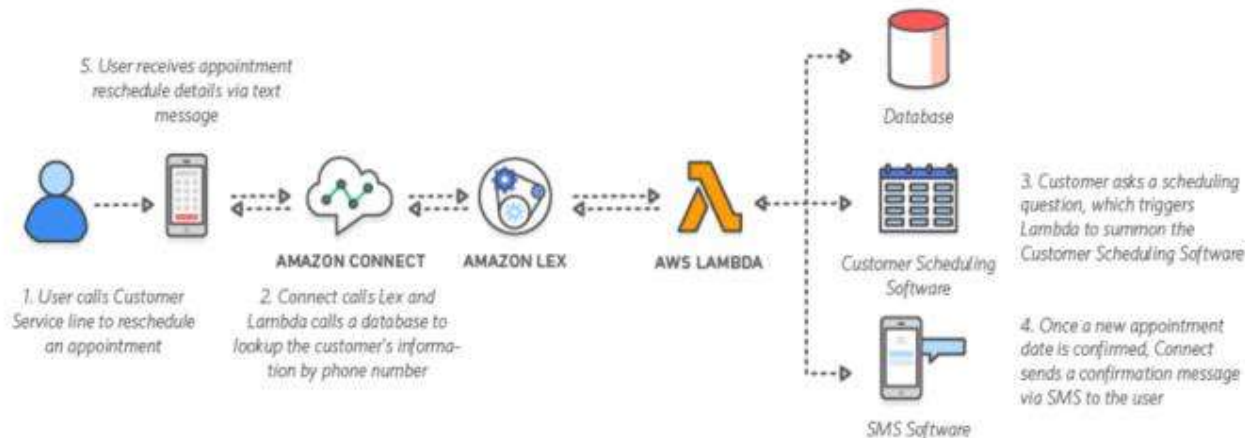 5. User receives appointment
reschedule details via text
message
Database
AMAZON CONNECT
AMAZON LEX
AWS LAMBDA
Customer Scheduling
Software
3. Customer asks a scheduling
question, which triggers
Lambda to summon the
Customer Scheduling Software
1. User calls Customer
Service line to reschedule
an appointment
2. Connect calls Lex and
Lambda calls a database to
lookup the customer's informa-
tion by phone number
4. Once a new appointment
date is confirmed, Connect
sends a confirmation message
via SMS to the user
SMS Software